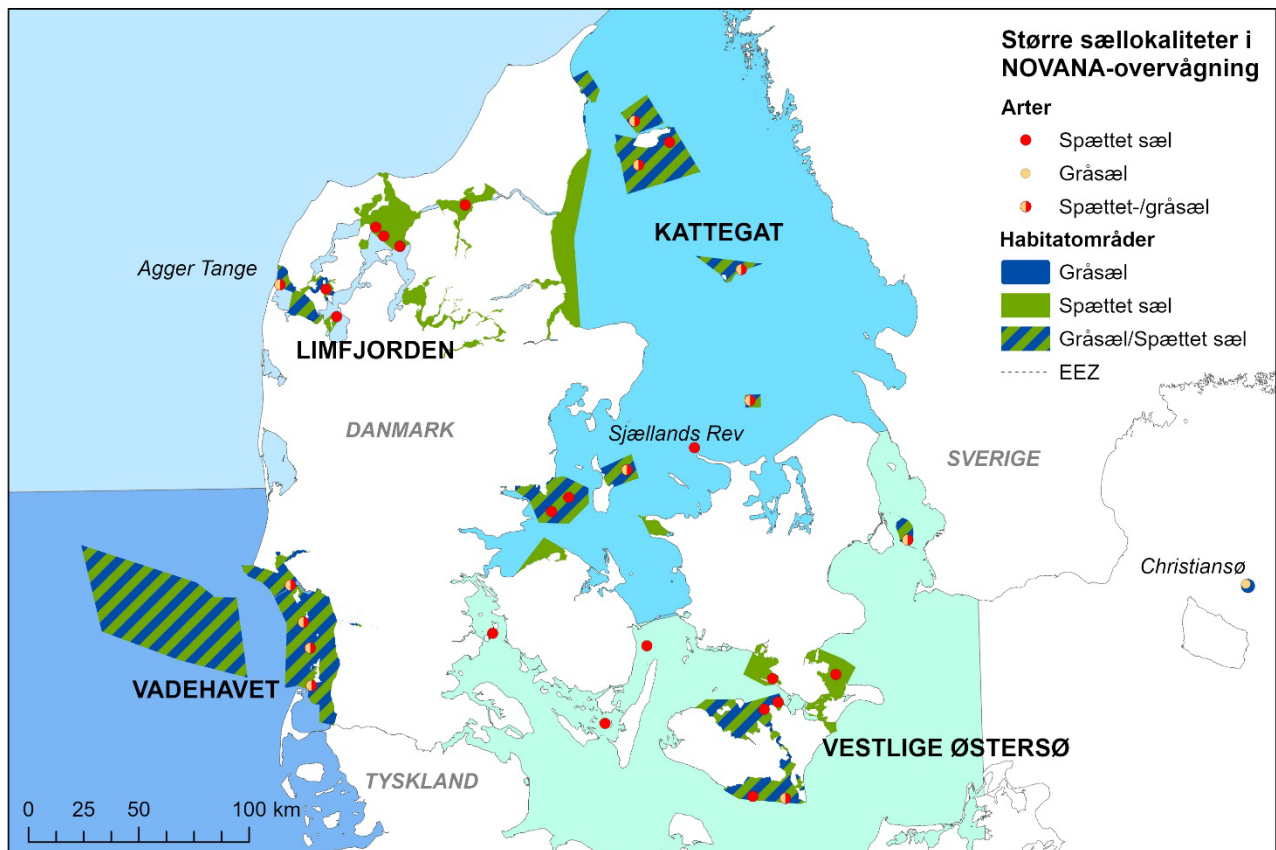 Større sællokaliteter i
NOVANA-overvågning
Arter
Spættet sæl
Gråsæl
Spættet-/gråsæl
Habitatområder
Gråsæl
Spættet sæl
Gråsæl/Spættet sæl
EEZ
KATTEGAT
Agger Tange
LIMFJORDEN
DANMARK
Sjællands Rev
SVERIGE
Christiansø
VADEHAVET
VESTLIGE ØSTERSØ
TYSKLAND
0 50 100 km